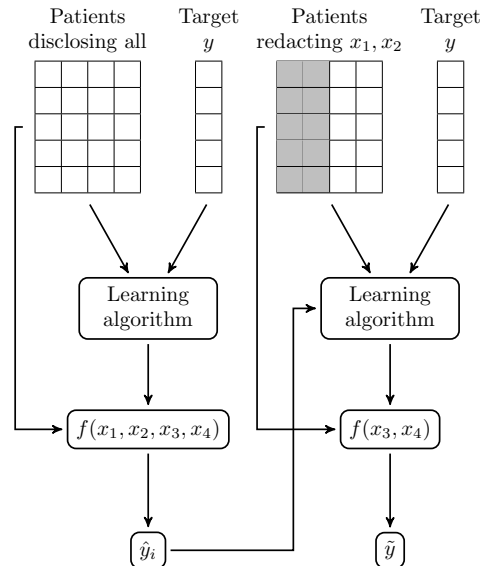 Patients
disclosing all
Target
y
Patients
redacting x₁, x₂
Target
y
Learning
algorithm
Learning
algorithm
f(x₁, x₂, x₃, x₄)
f(x₃, x₄)
ŷᵢ
ỹ